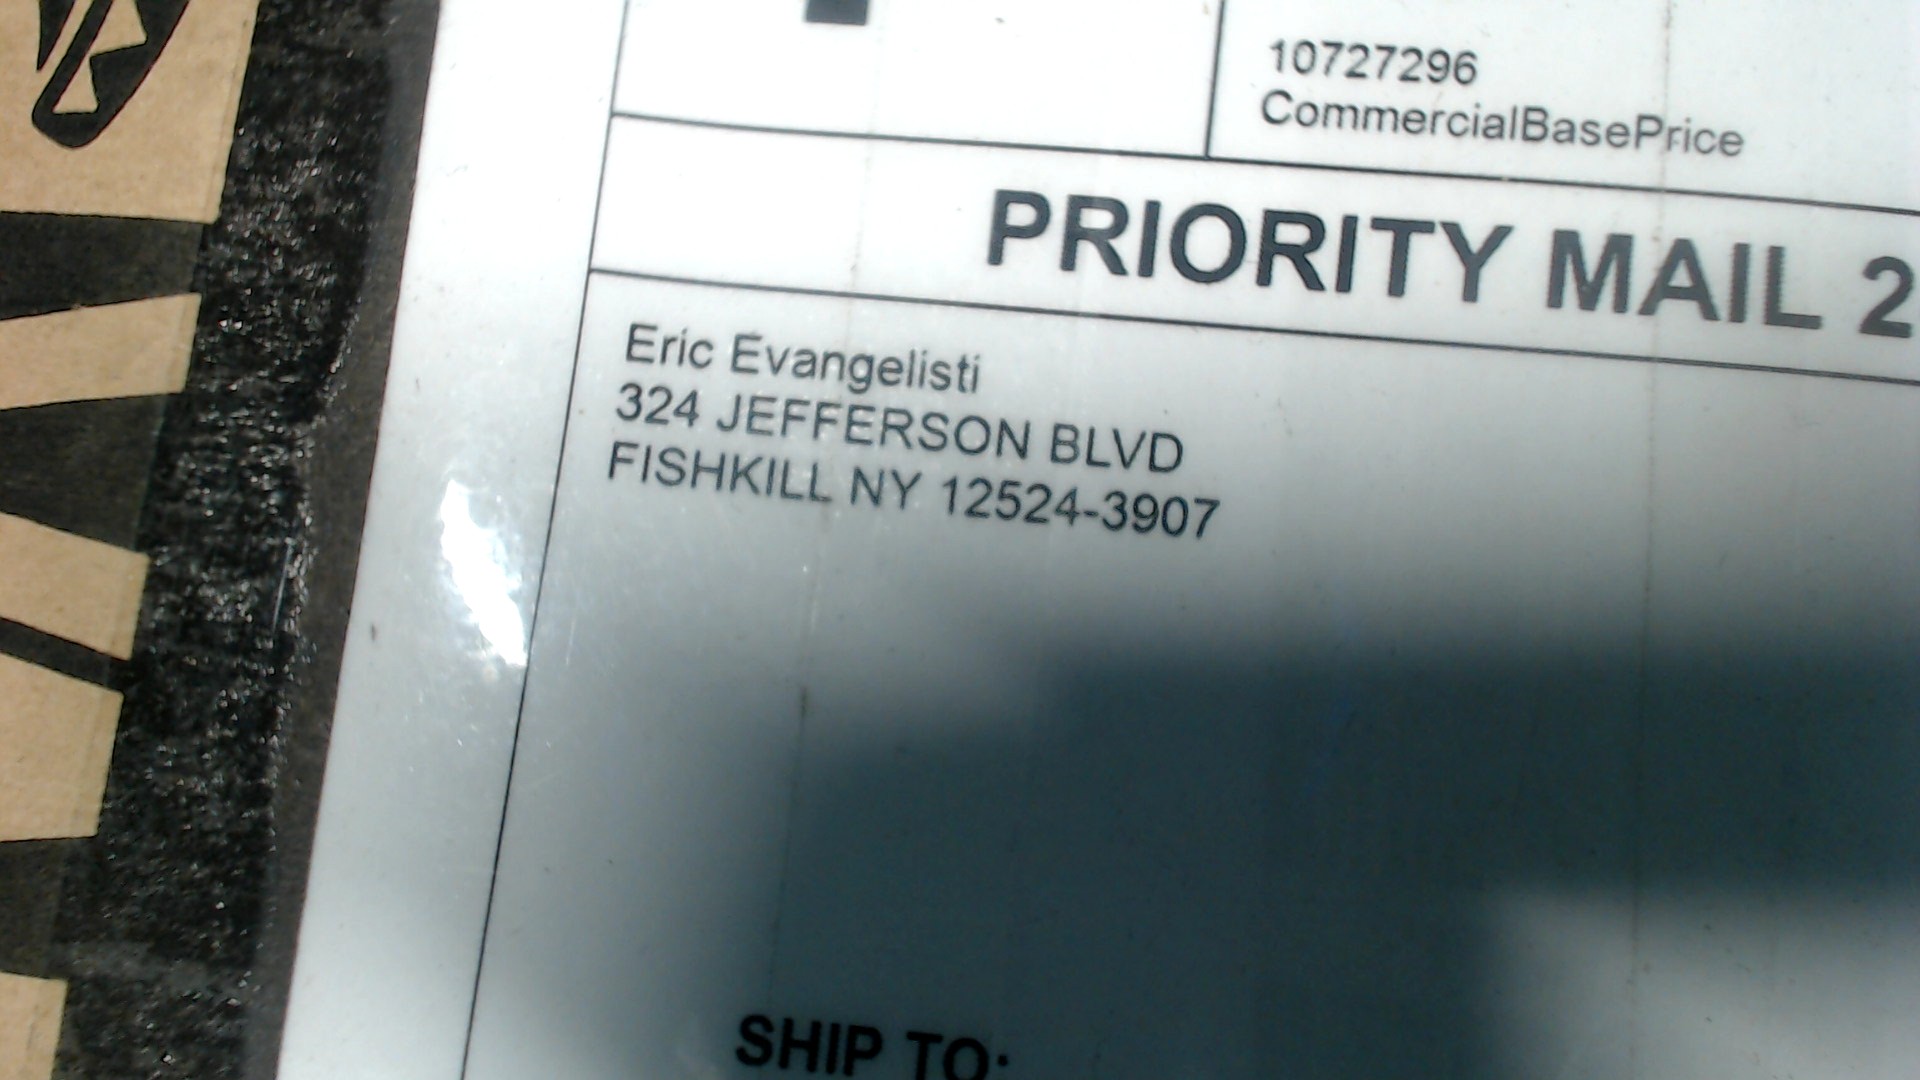 10727296
CommercialBasePrice
PRIORITY MAIL 2
Eric Evangelisti
324 JEFFERSON BLVD
FISHKILL NY 12524-3907
SHIP TO: